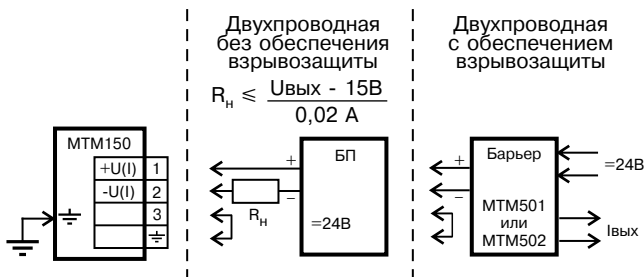 Двухпроводная
без обеспечения
взрывозащиты
Rн ⩽ Uвых - 15В
0,02 А
Двухпроводная
с обеспечением
взрывозащиты
МТМ150
+U(I) 1
-U(I) 2
3
+
БП
–
Rн
=24В
+
Барьер
–
=24В
МТМ501
или
МТМ502
Iвых